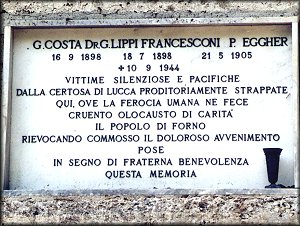 G. COSTA DR. G. LIPPI FRANCESCONI P. EGGHER
16 9 1898 18 7 1898 21 5 1905
+ 10 9 1944
VITTIME SILENZIOSE E PACIFICHE
DALLA CERTOSA DI LUCCA PRODITORIAMENTE STRAPPATE
QUI, OVE LA FEROCIA UMANA NE FECE
CRUENTO OLOCAUSTO DI CARITA'
IL POPOLO DI FORNO
RIEVOCANDO COMMOSSO IL DOLOROSO AVVENIMENTO
POSE
IN SEGNO DI FRATERNA BENEVOLENZA
QUESTA MEMORIA